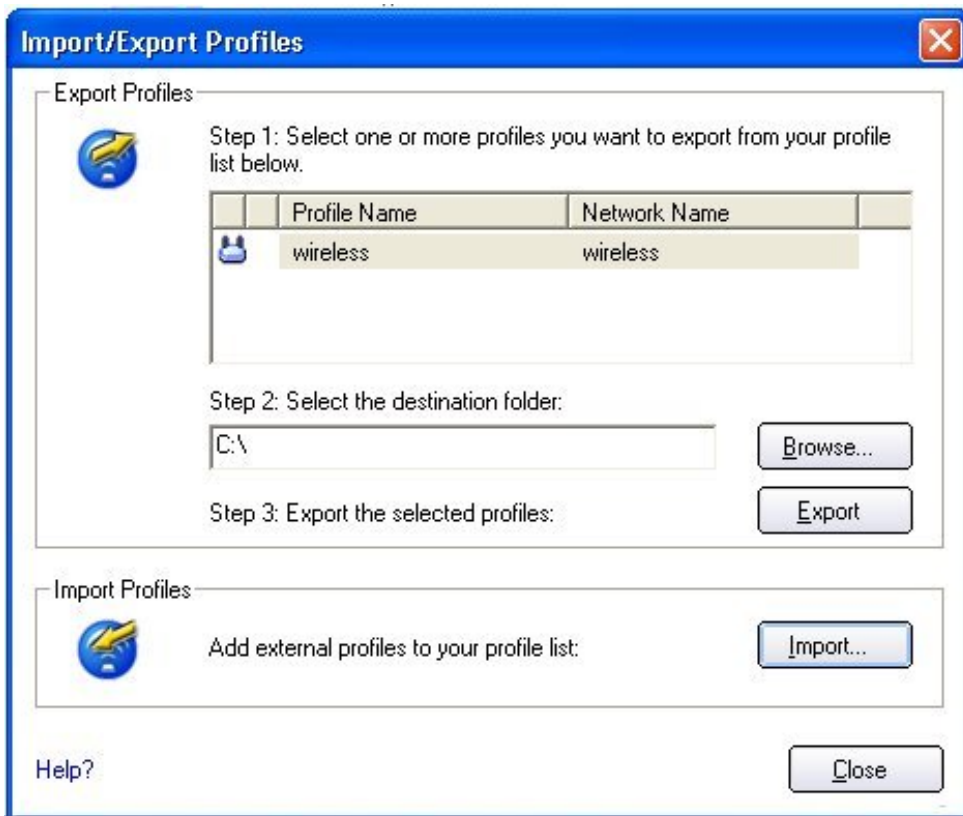 Import/Export Profiles
Export Profiles
Step 1: Select one or more profiles you want to export from your profile
list below.
Profile Name Network Name
wireless wireless
Step 2: Select the destination folder:
C:\
Browse...
Step 3: Export the selected profiles:
Export
Import Profiles
Add external profiles to your profile list:
Import...
Help?
Close